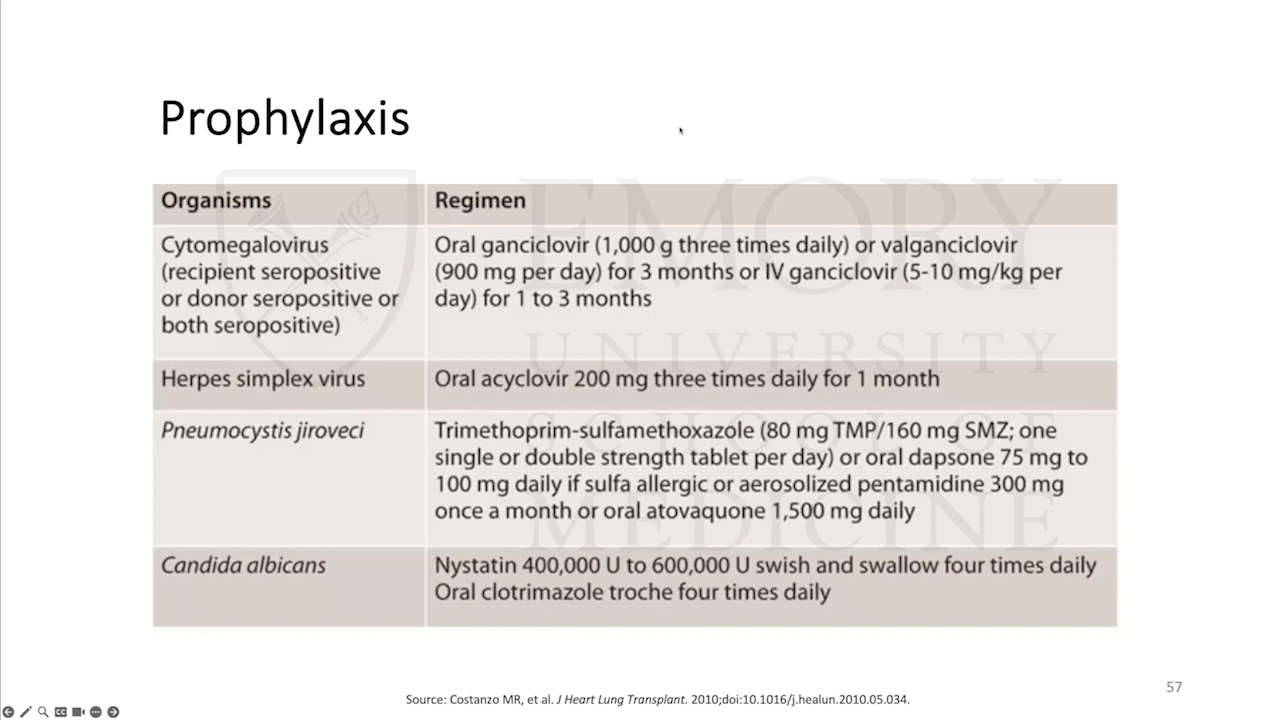 Prophylaxis
EMORY
UNIVERSITY
SCHOOL OF
MEDICINE
Organisms
Regimen
Cytomegalovirus
(recipient seropositive
or donor seropositive or
both seropositive)
Oral ganciclovir (1,000 g three times daily) or valganciclovir
(900 mg per day) for 3 months or IV ganciclovir (5-10 mg/kg per
day) for 1 to 3 months
Herpes simplex virus
Oral acyclovir 200 mg three times daily for 1 month
Pneumocystis jiroveci
Trimethoprim-sulfamethoxazole (80 mg TMP/160 mg SMZ; one
single or double strength tablet per day) or oral dapsone 75 mg to
100 mg daily if sulfa allergic or aerosolized pentamidine 300 mg
once a month or oral atovaquone 1,500 mg daily
Candida albicans
Nystatin 400,000 U to 600,000 U swish and swallow four times daily
Oral clotrimazole troche four times daily
Source: Costanzo MR, et al. J Heart Lung Transplant. 2010;doi:10.1016/j.healun.2010.05.034.
57